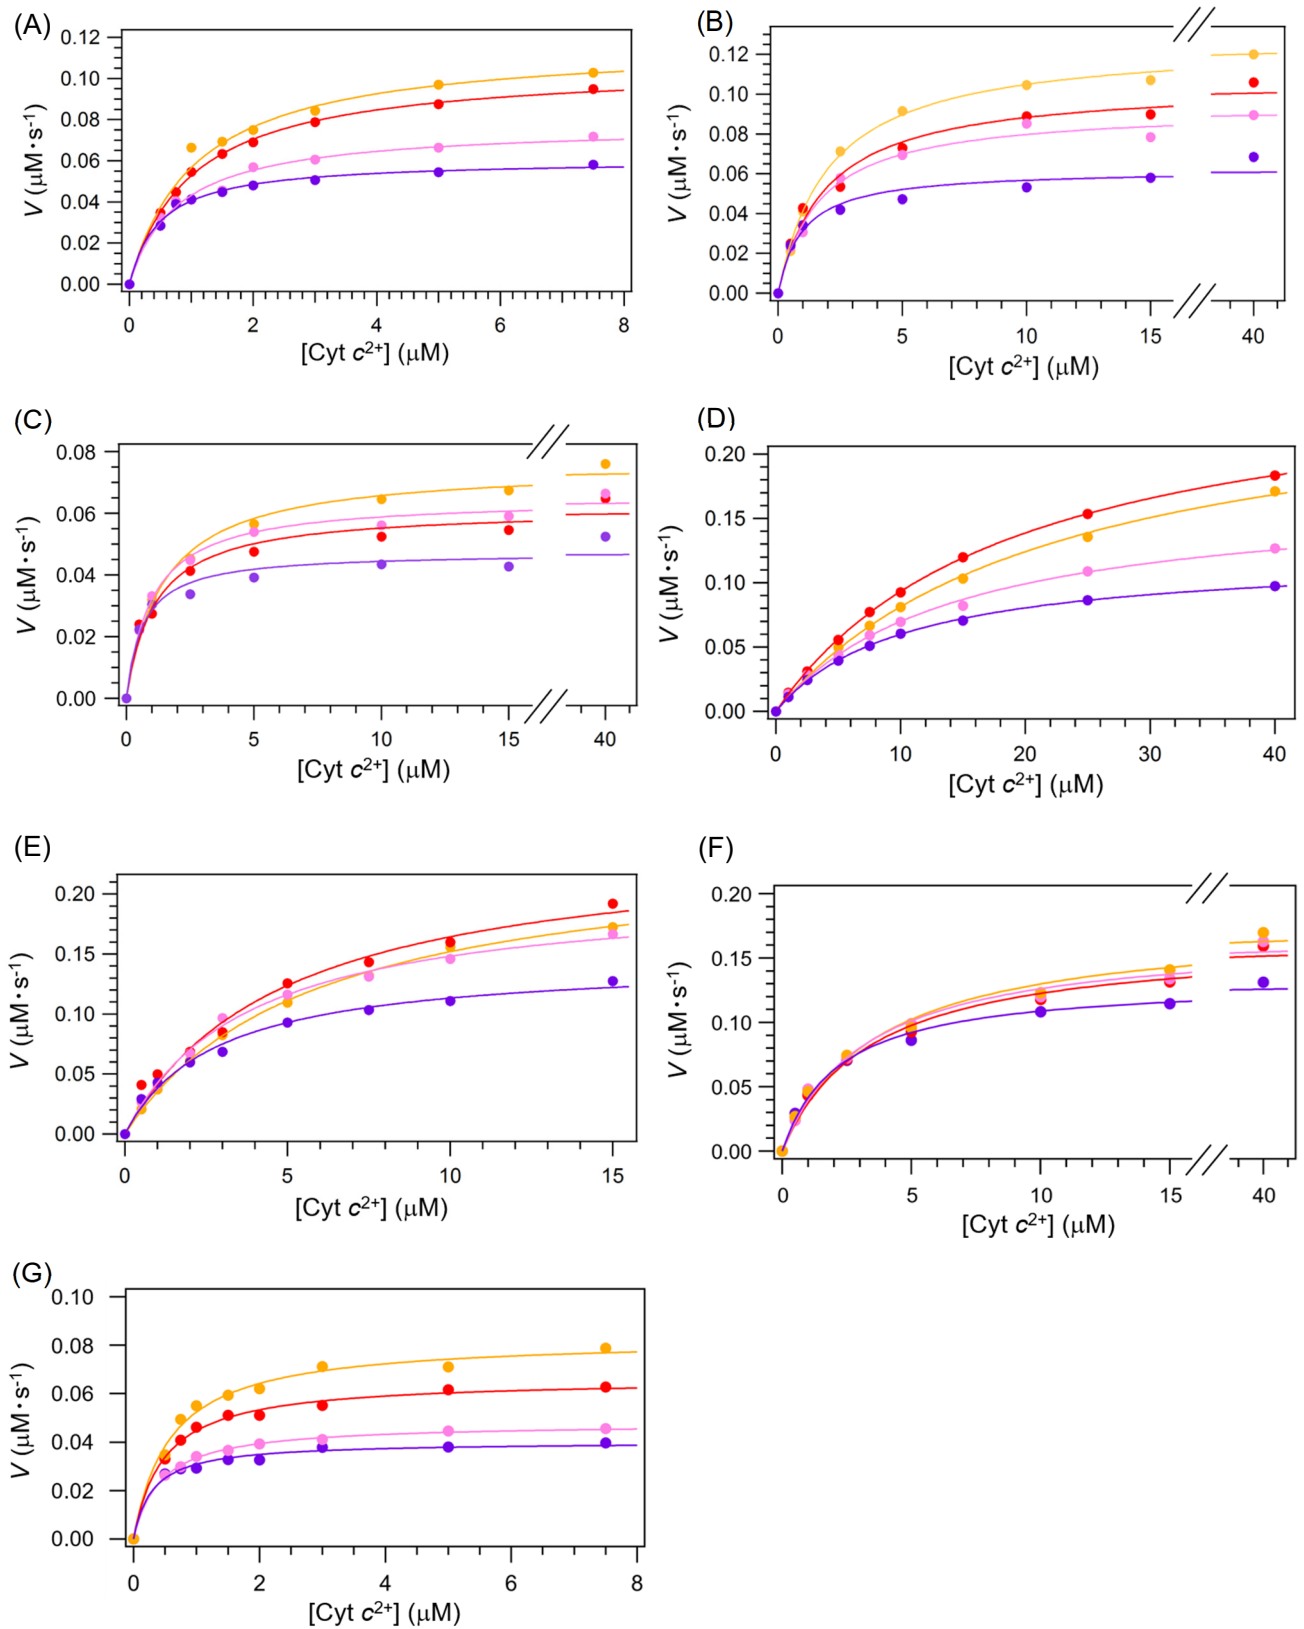 (A)
0.12
0.10
0.08
0.06
0.04
0.02
0.00
V (μM·s⁻¹)
0 2 4 6 8
[Cyt c²⁺] (μM)
(B)
0.12
0.10
0.08
0.06
0.04
0.02
0.00
V (μM·s⁻¹)
0 5 10 15 40
[Cyt c²⁺] (μM)
(C)
0.08
0.06
0.04
0.02
0.00
V (μM·s⁻¹)
0 5 10 15 40
[Cyt c²⁺] (μM)
(D)
0.20
0.15
0.10
0.05
0.00
V (μM·s⁻¹)
0 10 20 30 40
[Cyt c²⁺] (μM)
(E)
0.20
0.15
0.10
0.05
0.00
V (μM·s⁻¹)
0 5 10 15
[Cyt c²⁺] (μM)
(F)
0.20
0.15
0.10
0.05
0.00
V (μM·s⁻¹)
0 5 10 15 40
[Cyt c²⁺] (μM)
(G)
0.10
0.08
0.06
0.04
0.02
0.00
V (μM·s⁻¹)
0 2 4 6 8
[Cyt c²⁺] (μM)